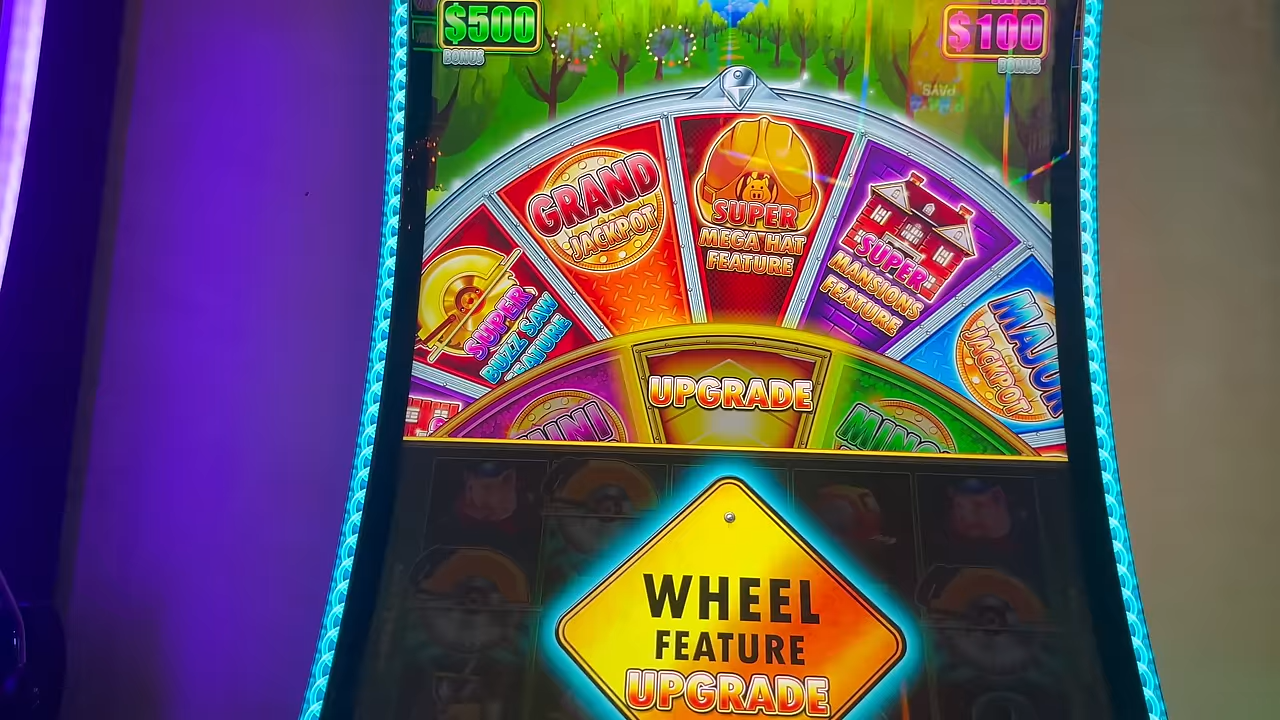 $500
BONUS
$100
BONUS
GRAND
JACKPOT
SUPER
MEGA HAT
FEATURE
SUPER
MANSIONS
FEATURE
SUPER
BUZZ SAW
FEATURE
MAJOR
JACKPOT
MINI
UPGRADE
WHEEL
FEATURE
UPGRADE